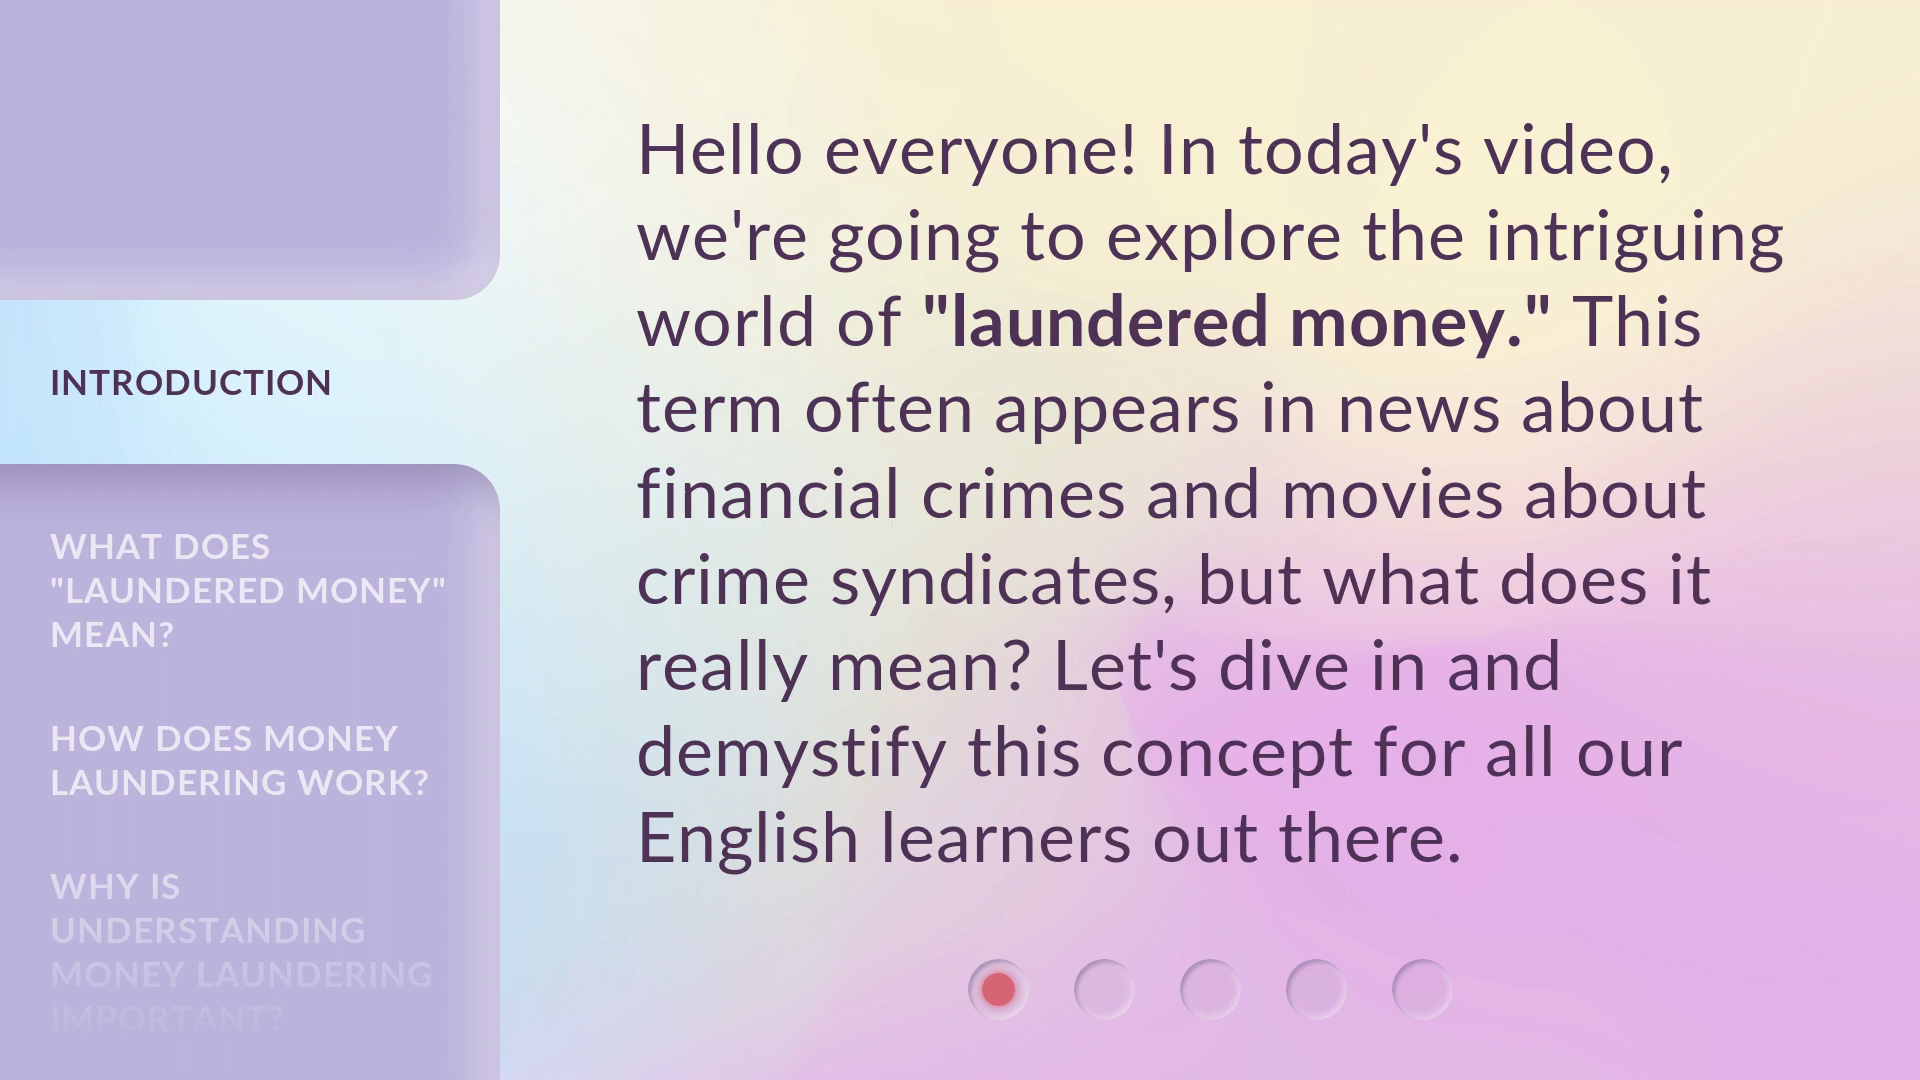 INTRODUCTION
WHAT DOES
"LAUNDERED MONEY"
MEAN?
HOW DOES MONEY
LAUNDERING WORK?
WHY IS
UNDERSTANDING
MONEY LAUNDERING
IMPORTANT?
Hello everyone! In today's video,
we're going to explore the intriguing
world of "laundered money." This
term often appears in news about
financial crimes and movies about
crime syndicates, but what does it
really mean? Let's dive in and
demystify this concept for all our
English learners out there.